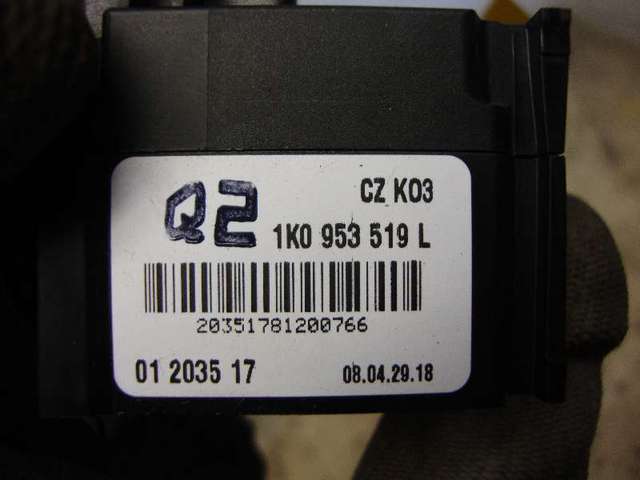 CZ K03
Q2
1K0 953 519 L
20351781200766
01 2035 17
08.04.29.18